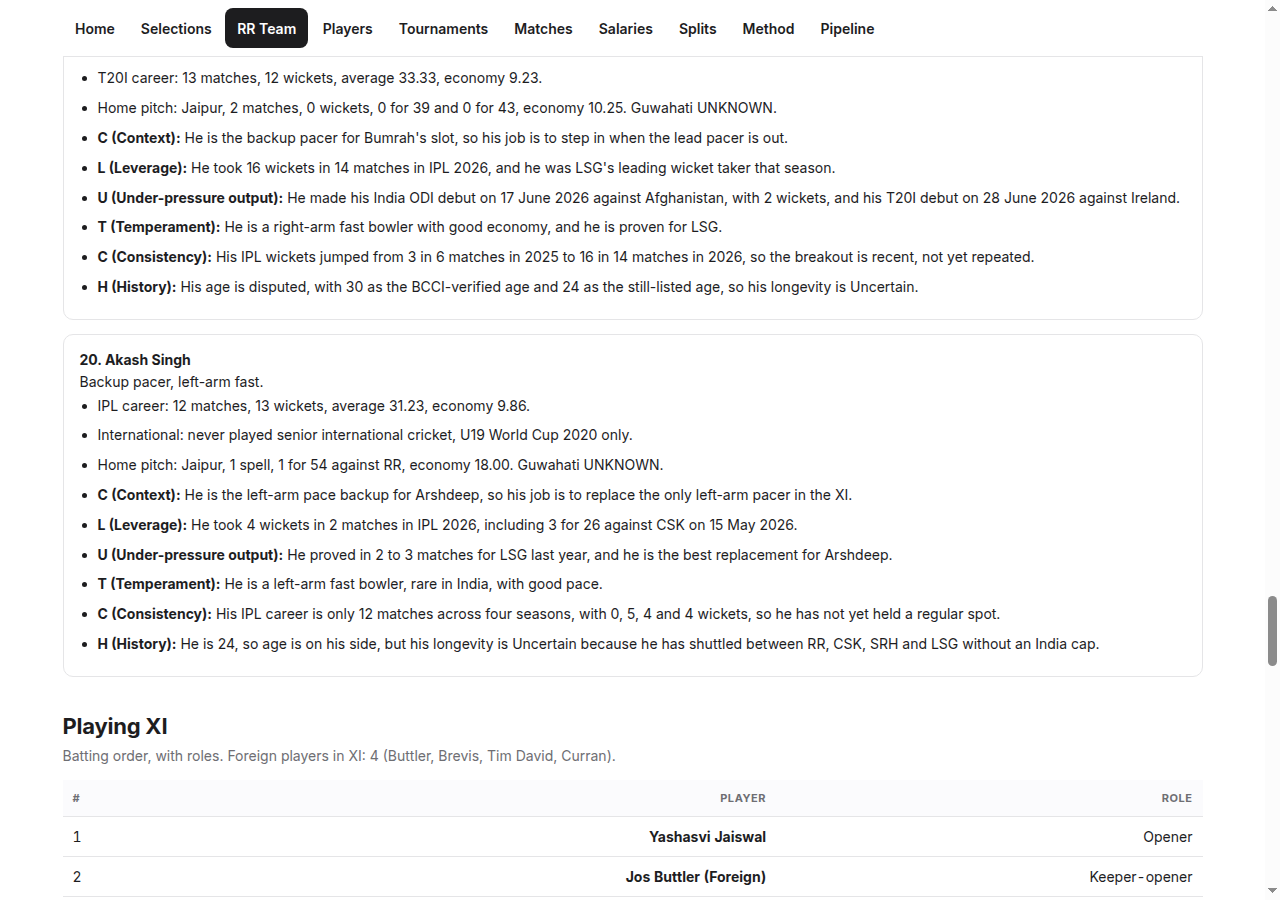 Home Selections RR Team Players Tournaments Matches Salaries Splits Method Pipeline
• T20I career: 13 matches, 12 wickets, average 33.33, economy 9.23.
• Home pitch: Jaipur, 2 matches, 0 wickets, 0 for 39 and 0 for 43, economy 10.25. Guwahati UNKNOWN.
• C (Context): He is the backup pacer for Bumrah's slot, so his job is to step in when the lead pacer is out.
• L (Leverage): He took 16 wickets in 14 matches in IPL 2026, and he was LSG's leading wicket taker that season.
• U (Under-pressure output): He made his India ODI debut on 17 June 2026 against Afghanistan, with 2 wickets, and his T20I debut on 28 June 2026 against Ireland.
• T (Temperament): He is a right-arm fast bowler with good economy, and he is proven for LSG.
• C (Consistency): His IPL wickets jumped from 3 in 6 matches in 2025 to 16 in 14 matches in 2026, so the breakout is recent, not yet repeated.
• H (History): His age is disputed, with 30 as the BCCI-verified age and 24 as the still-listed age, so his longevity is Uncertain.
20. Akash Singh
Backup pacer, left-arm fast.
• IPL career: 12 matches, 13 wickets, average 31.23, economy 9.86.
• International: never played senior international cricket, U19 World Cup 2020 only.
• Home pitch: Jaipur, 1 spell, 1 for 54 against RR, economy 18.00. Guwahati UNKNOWN.
• C (Context): He is the left-arm pace backup for Arshdeep, so his job is to replace the only left-arm pacer in the XI.
• L (Leverage): He took 4 wickets in 2 matches in IPL 2026, including 3 for 26 against CSK on 15 May 2026.
• U (Under-pressure output): He proved in 2 to 3 matches for LSG last year, and he is the best replacement for Arshdeep.
• T (Temperament): He is a left-arm fast bowler, rare in India, with good pace.
• C (Consistency): His IPL career is only 12 matches across four seasons, with 0, 5, 4 and 4 wickets, so he has not yet held a regular spot.
• H (History): He is 24, so age is on his side, but his longevity is Uncertain because he has shuttled between RR, CSK, SRH and LSG without an India cap.
Playing XI
Batting order, with roles. Foreign players in XI: 4 (Buttler, Brevis, Tim David, Curran).
# PLAYER ROLE
1 Yashasvi Jaiswal Opener
2 Jos Buttler (Foreign) Keeper-opener